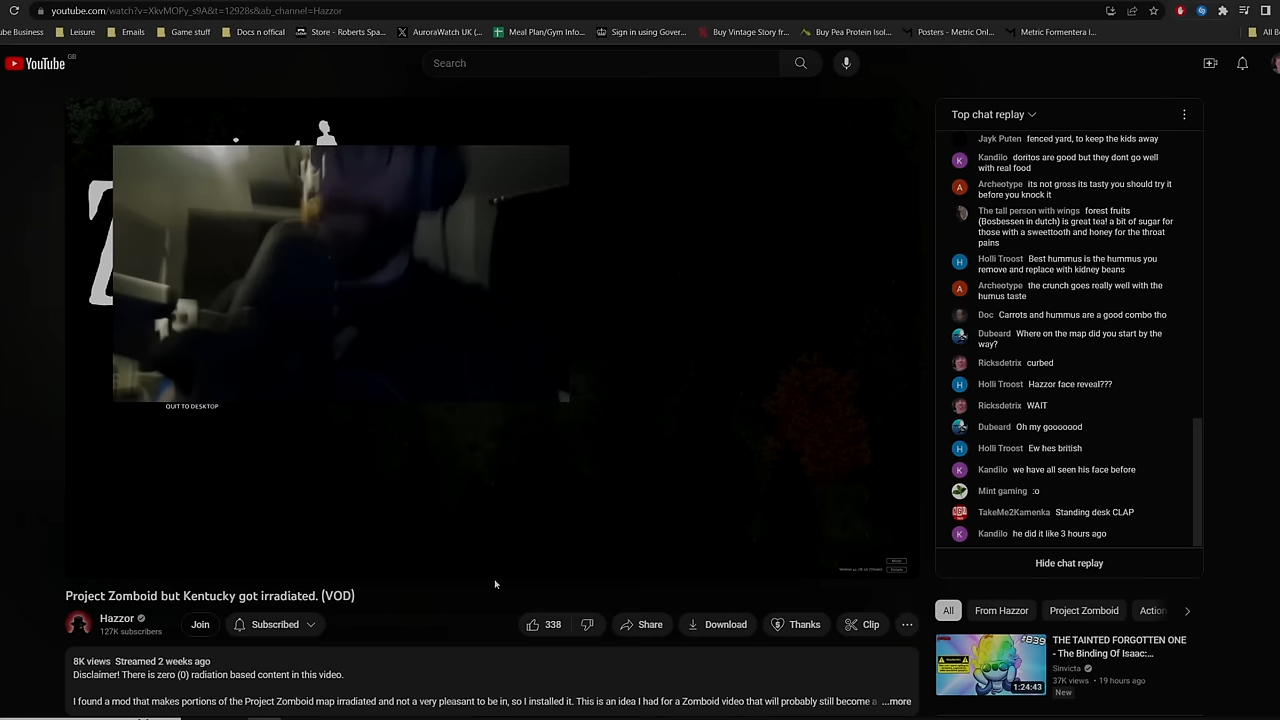 youtube.com/watch?v=XkvMOPy_s9A&t=12928s&ab_channel=Hazzor
ube Business
Leisure
Emails
Game stuff
Docs n offical
Store - Roberts Spa...
AuroraWatch UK (...
Meal Plan/Gym Info...
Sign in using Gover...
Buy Vintage Story fr...
Buy Pea Protein Isol...
Posters - Metric Onl...
Metric Formentera I...
All B
YouTube GB
Search
QUIT TO DESKTOP
Top chat replay
Jayk Puten fenced yard, to keep the kids away
Kandilo doritos are good but they dont go well
with real food
Archeotype its not gross its tasty you should try it
before you knock it
The tall person with wings forest fruits
(Bosbessen in dutch) is great tea! a bit of sugar for
those with a sweettooth and honey for the throat
pains
Holli Troost Best hummus is the hummus you
remove and replace with kidney beans
Archeotype the crunch goes really well with the
humus taste
Doc Carrots and hummus are a good combo tho
Dubeard Where on the map did you start by the
way?
Ricksdetrix curbed
Holli Troost Hazzor face reveal???
Ricksdetrix WAIT
Dubeard Oh my gooooood
Holli Troost Ew hes british
Kandilo we have all seen his face before
Mint gaming :o
TakeMe2Kamenka Standing desk CLAP
Kandilo he did it like 3 hours ago
Hide chat replay
Project Zomboid but Kentucky got irradiated. (VOD)
Hazzor
127K subscribers
Join
Subscribed
338
Share
Download
Thanks
Clip
8K views Streamed 2 weeks ago
Disclaimer! There is zero (0) radiation based content in this video.
I found a mod that makes portions of the Project Zomboid map irradiated and not a very pleasant to be in, so I installed it. This is an idea I had for a Zomboid video that will probably still become a ...more
All
From Hazzor
Project Zomboid
Action
THE TAINTED FORGOTTEN ONE
- The Binding Of Isaac:...
Sinvicta
37K views • 19 hours ago
New
#939
1:24:43